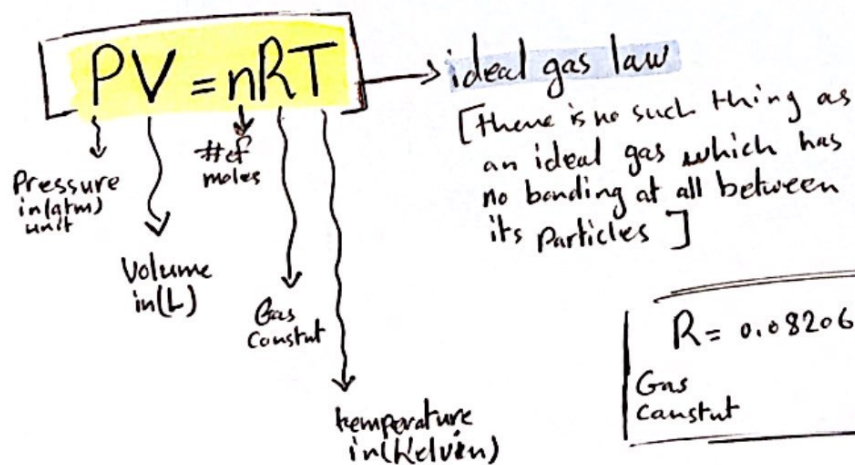 PV = nRT
ideal gas law
[there is no such thing as
an ideal gas which has
no bonding at all between
its particles]
Pressure
in(atm)
unit
Volume
in(L)
# of
moles
Gas
Constnt
temperature
in(Kelvin)
R = 0.08206
Gas
Canstnt